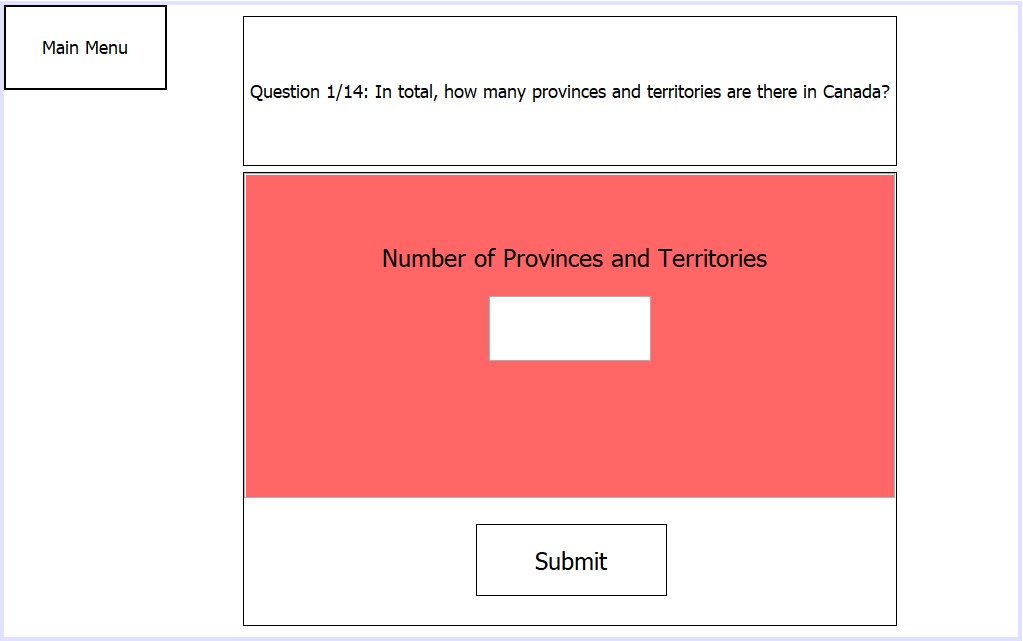 Main Menu
Question 1/14: In total, how many provinces and territories are there in Canada?
Number of Provinces and Territories
Submit